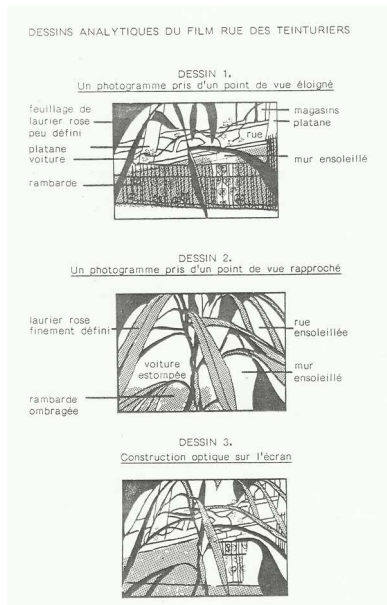 DESSINS ANALYTIQUES DU FILM RUE DES TEINTURIERS
DESSIN 1.
Un photogramme pris d'un point de vue éloigné
feuillage de
laurier rose
peu défini
platane
voiture
rambarde
rue
magasins
platane
mur ensoleillé
DESSIN 2.
Un photogramme pris d'un point de vue rapproché
laurier rose
finement défini
voiture
estompée
rambarde
ombragée
rue
ensoleillée
mur
ensoleillé
DESSIN 3.
Construction optique sur l'écran